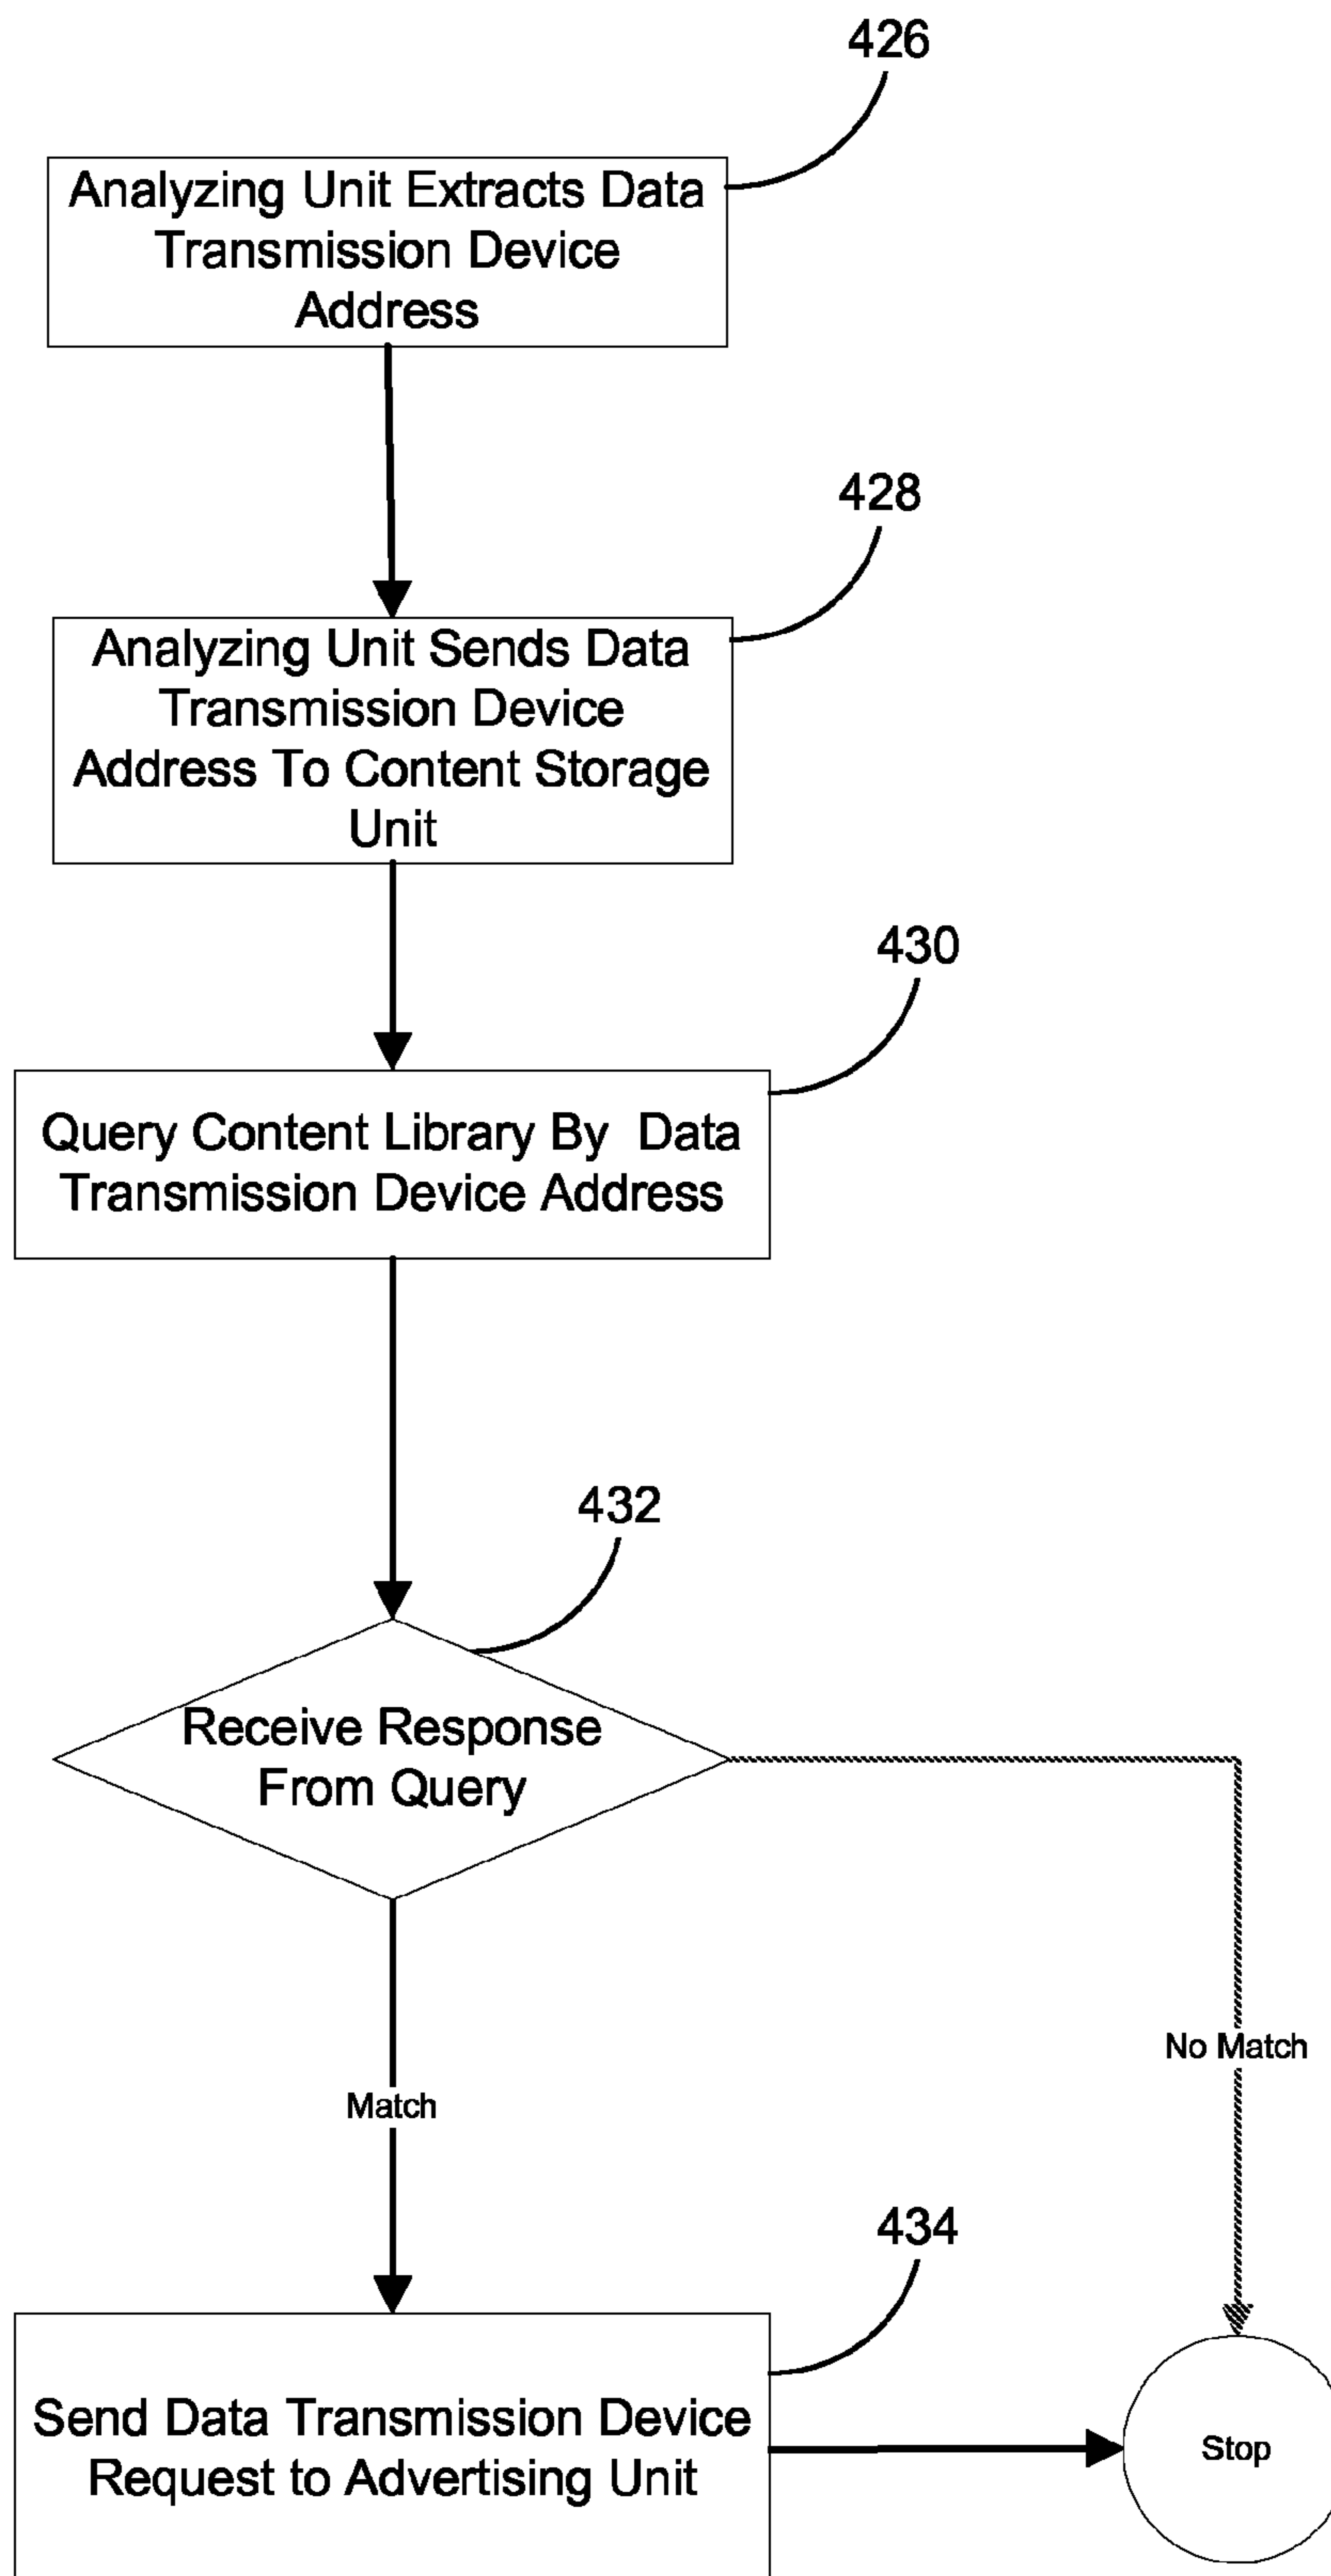 426
Analyzing Unit Extracts Data
Transmission Device
Address
428
Analyzing Unit Sends Data
Transmission Device
Address To Content Storage
Unit
430
Query Content Library By Data
Transmission Device Address
432
Receive Response
From Query
No Match
Match
434
Send Data Transmission Device
Request to Advertising Unit
Stop